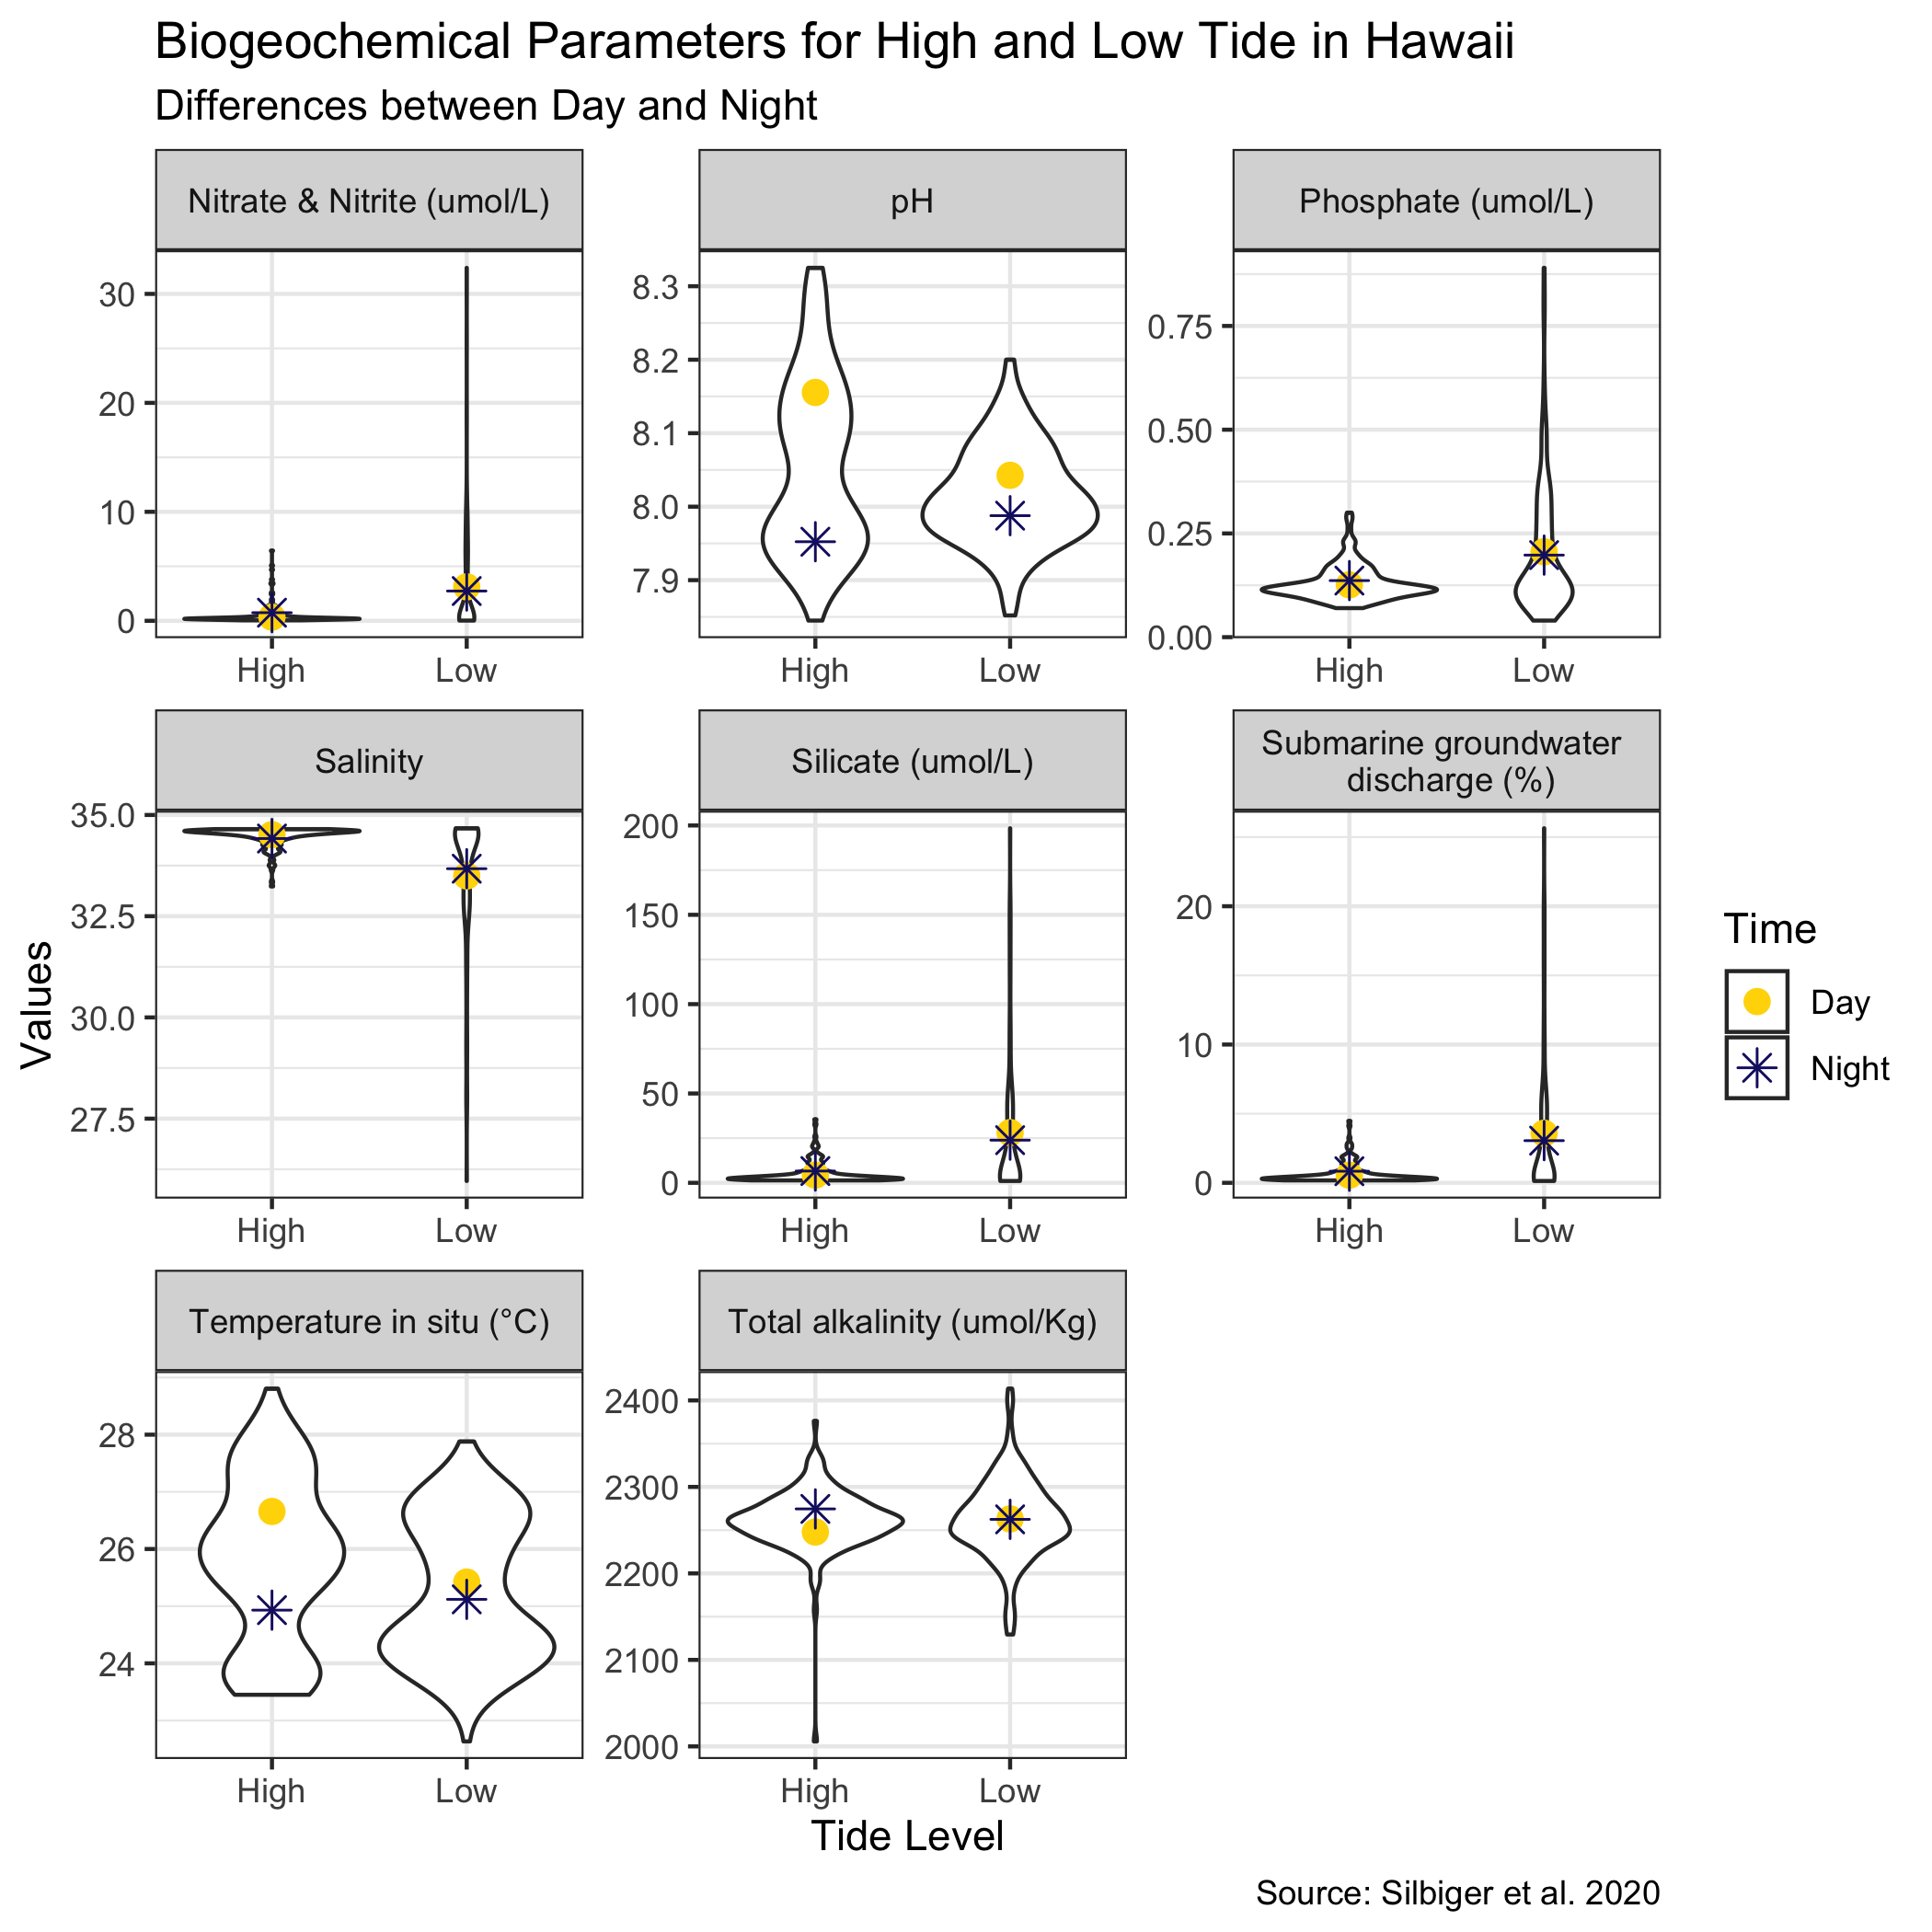 Biogeochemical Parameters for High and Low Tide in Hawaii
Differences between Day and Night
Nitrate & Nitrite (umol/L)
30
20
10
0
High
Low
pH
8.3
8.2
8.1
8.0
7.9
High
Low
Phosphate (umol/L)
0.75
0.50
0.25
0.00
High
Low
Values
Salinity
35.0
32.5
30.0
27.5
High
Low
Silicate (umol/L)
200
150
100
50
0
High
Low
Submarine groundwater
discharge (%)
20
10
0
High
Low
Time
Day
Night
Temperature in situ (°C)
28
26
24
High
Low
Total alkalinity (umol/Kg)
2400
2300
2200
2100
2000
High
Low
Tide Level
Source: Silbiger et al. 2020